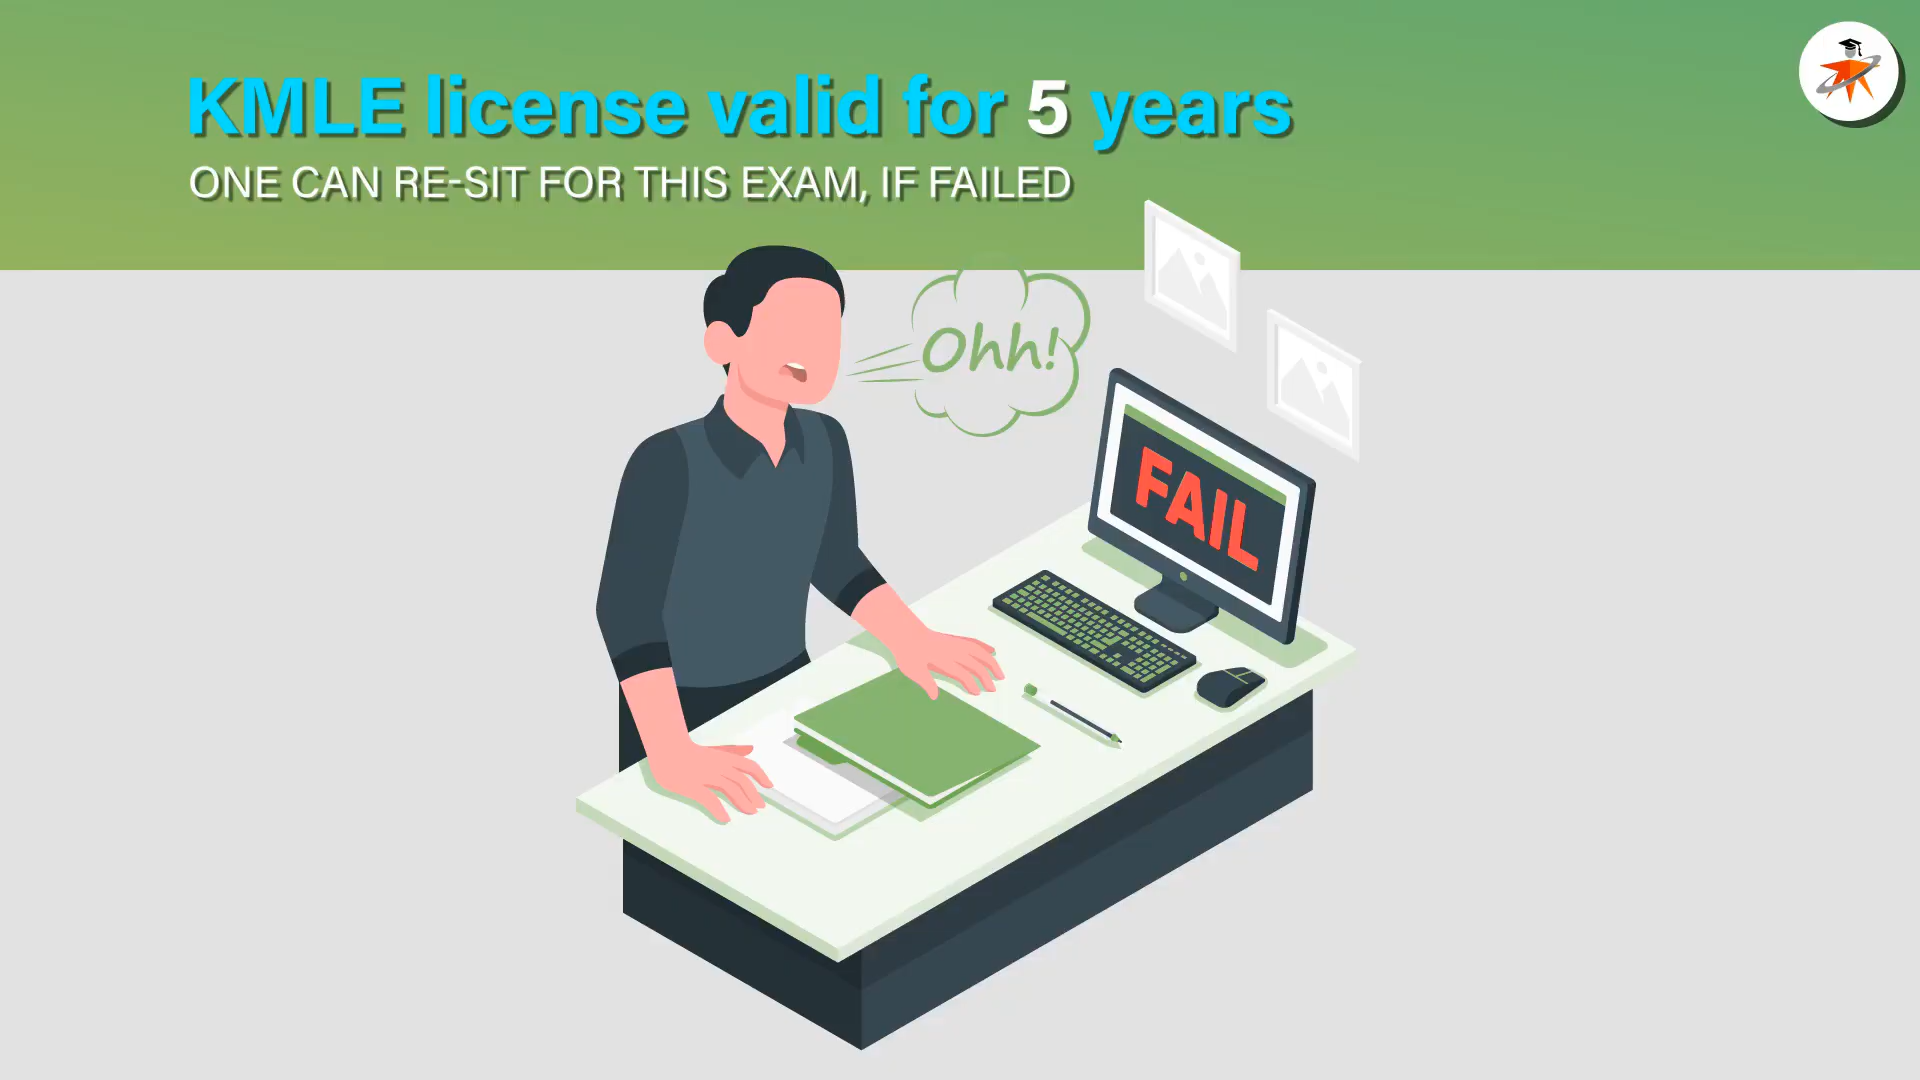 KMLE license valid for 5 years
ONE CAN RE-SIT FOR THIS EXAM, IF FAILED
Ohh!
FAIL